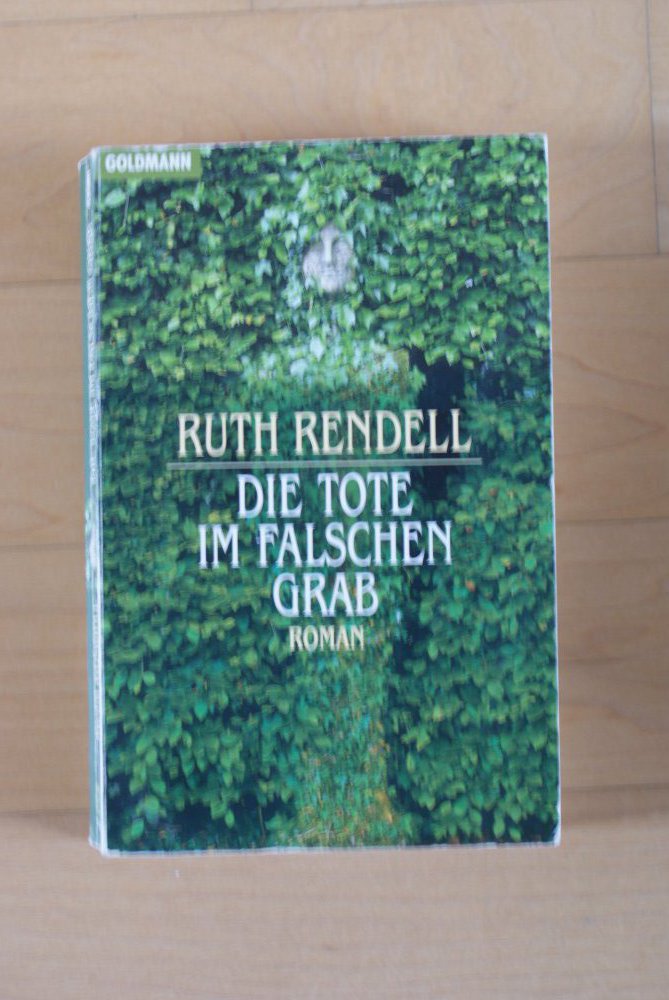 GOLDMANN
RUTH RENDELL
DIE TOTE
IM FALSCHEN
GRAB
ROMAN